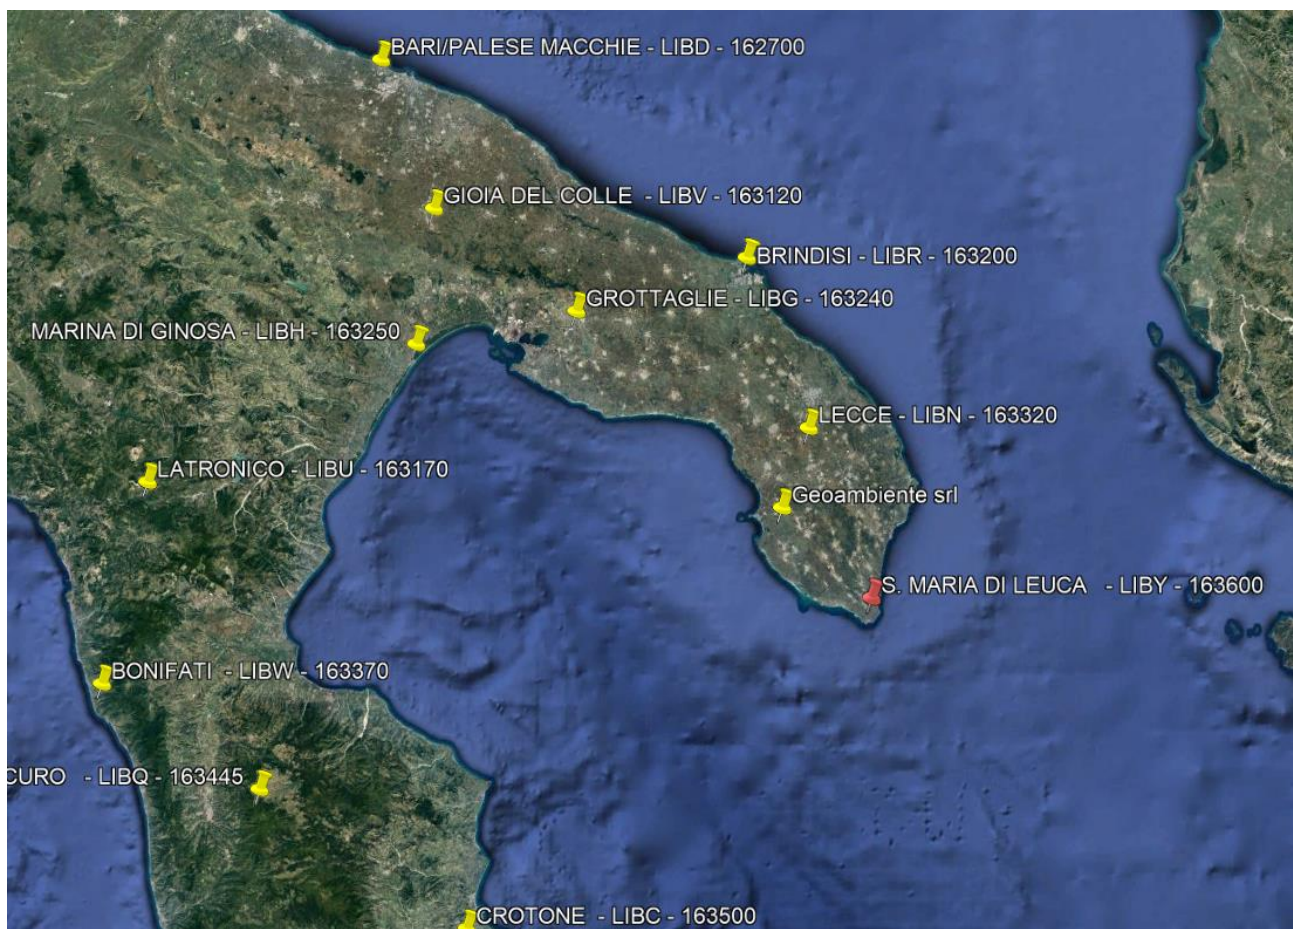 BARI/PALESE MACCHIE - LIBD - 162700
GIOIA DEL COLLE - LIBV - 163120
BRINDISI - LIBR - 163200
GROTTAGLIE - LIBG - 163240
MARINA DI GINOSA - LIBH - 163250
LECCE - LIBN - 163320
LATRONICO - LIBU - 163170
Geoambiente srl
S. MARIA DI LEUCA - LIBY - 163600
BONIFATI - LIBW - 163370
CURO - LIBQ - 163445
CROTONE - LIBC - 163500